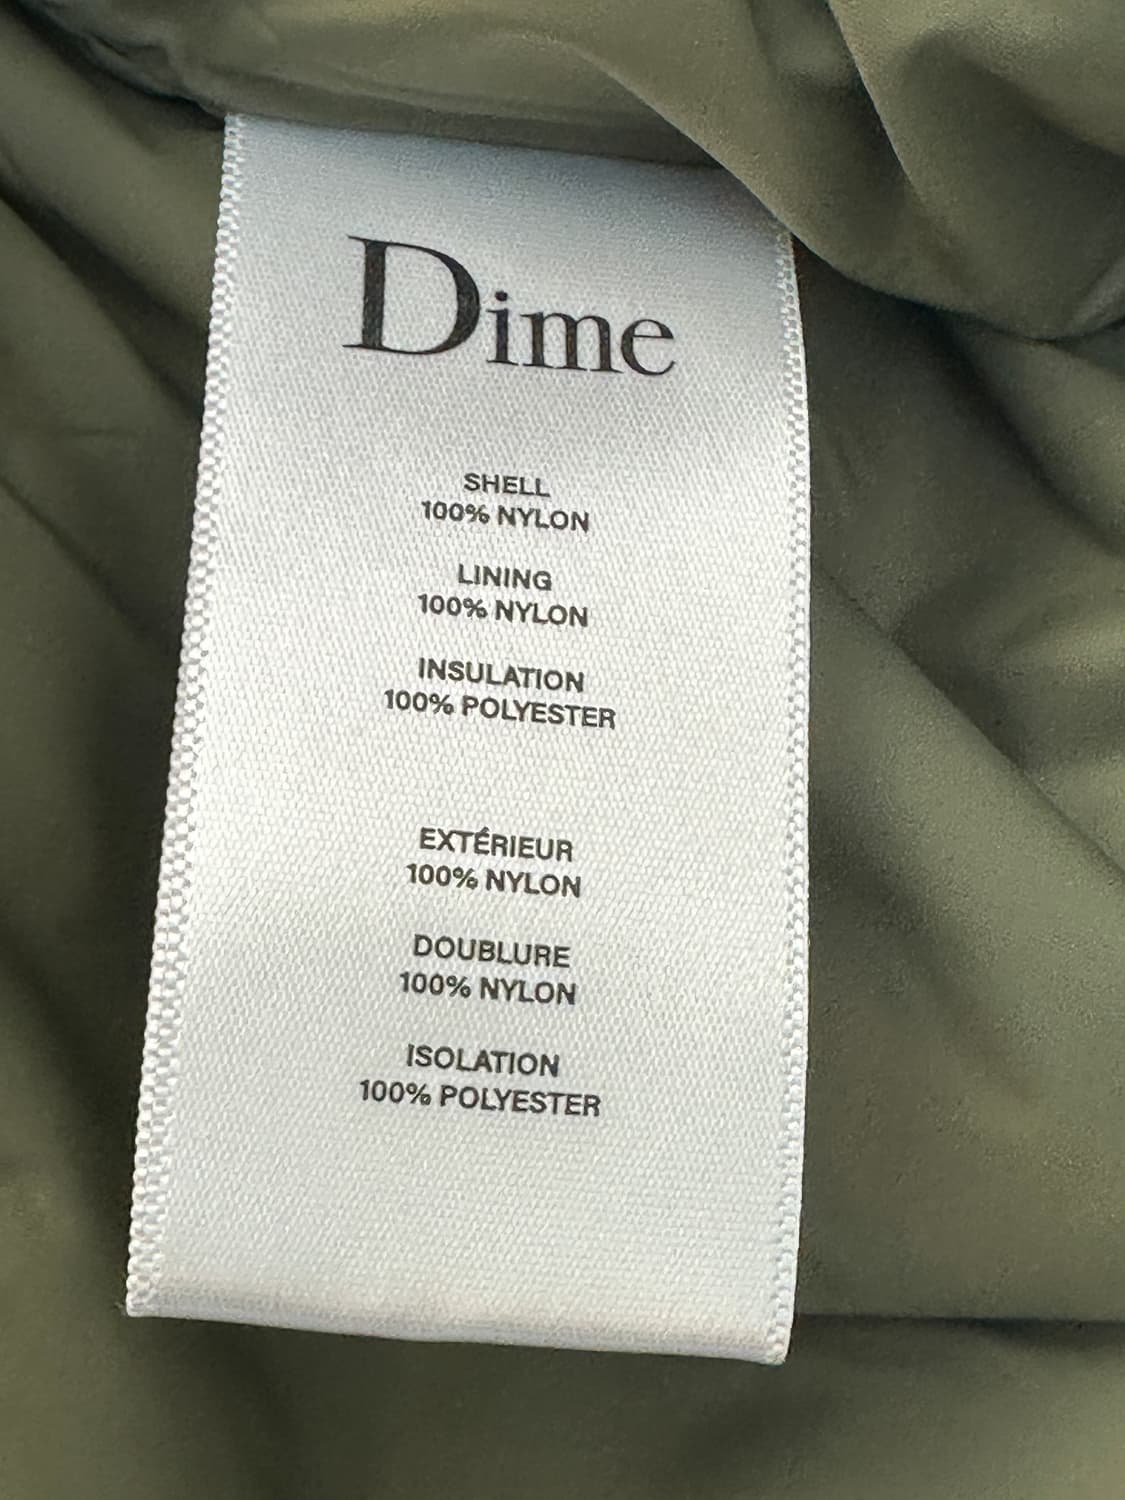 Dime
SHELL
100% NYLON
LINING
100% NYLON
INSULATION
100% POLYESTER
EXTÉRIEUR
100% NYLON
DOUBLURE
100% NYLON
ISOLATION
100% POLYESTER